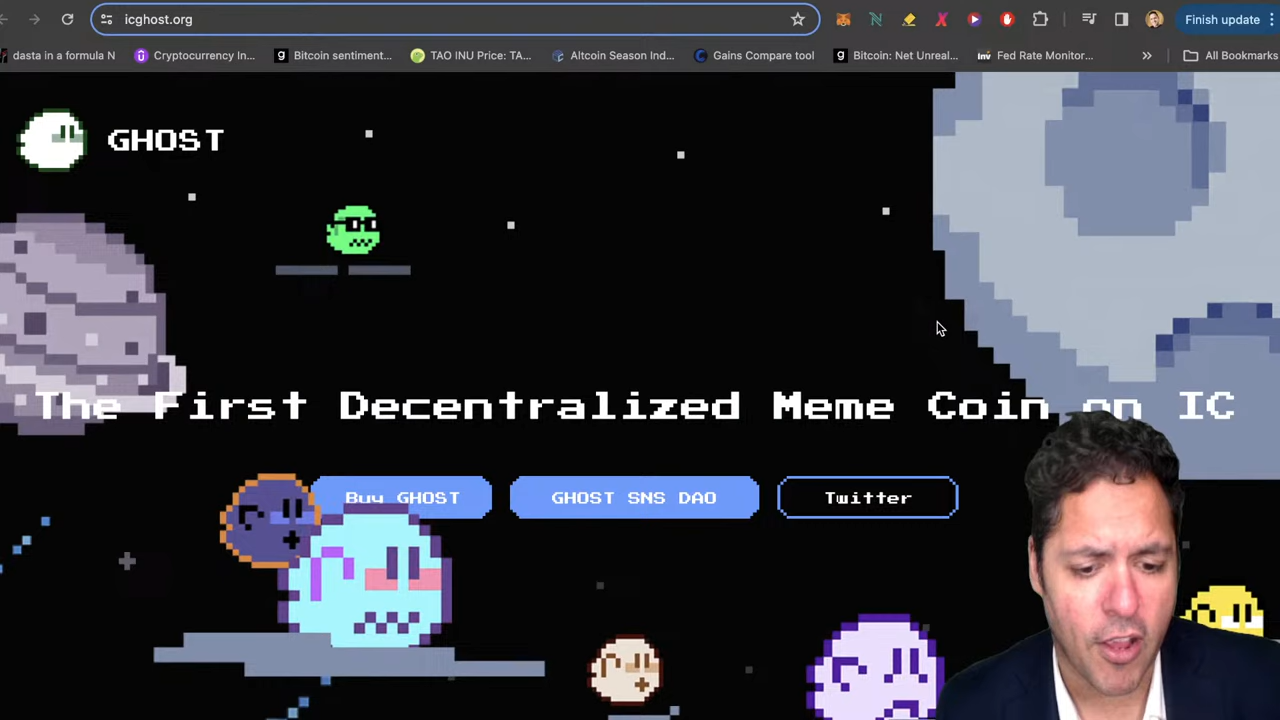 icghost.org
Finish update
dasta in a formula N
Cryptocurrency In...
Bitcoin sentiment...
TAO INU Price: TA...
Altcoin Season Ind...
Gains Compare tool
Bitcoin: Net Unreal...
inv
Fed Rate Monitor...
»
All Bookmarks
GHOST
The First Decentralized Meme Coin on IC
Buy GHOST
GHOST SNS DAO
Twitter